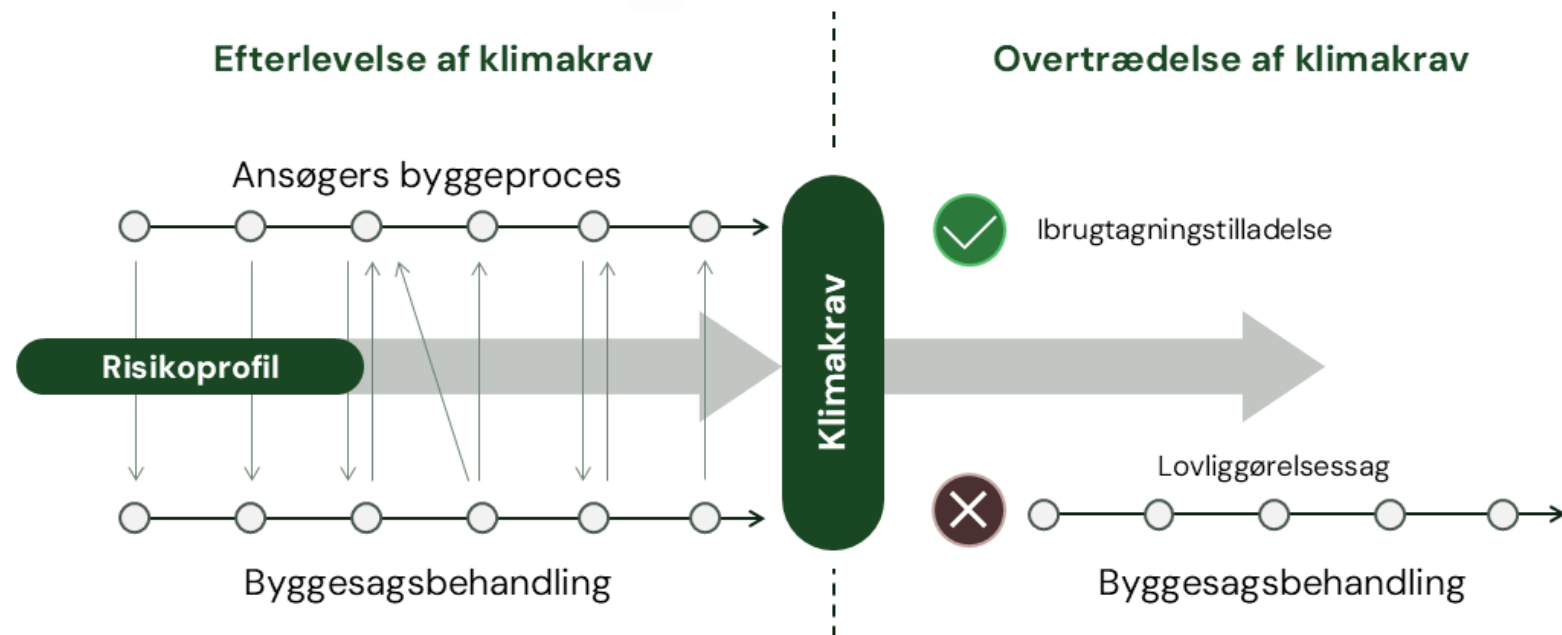 Efterlevelse af klimakrav
Overtrædelse af klimakrav
Ansøgers byggeproces
Ibrugtagningstilladelse
Risikoprofil
Klimakrav
Lovliggørelsessag
Byggesagsbehandling
Byggesagsbehandling